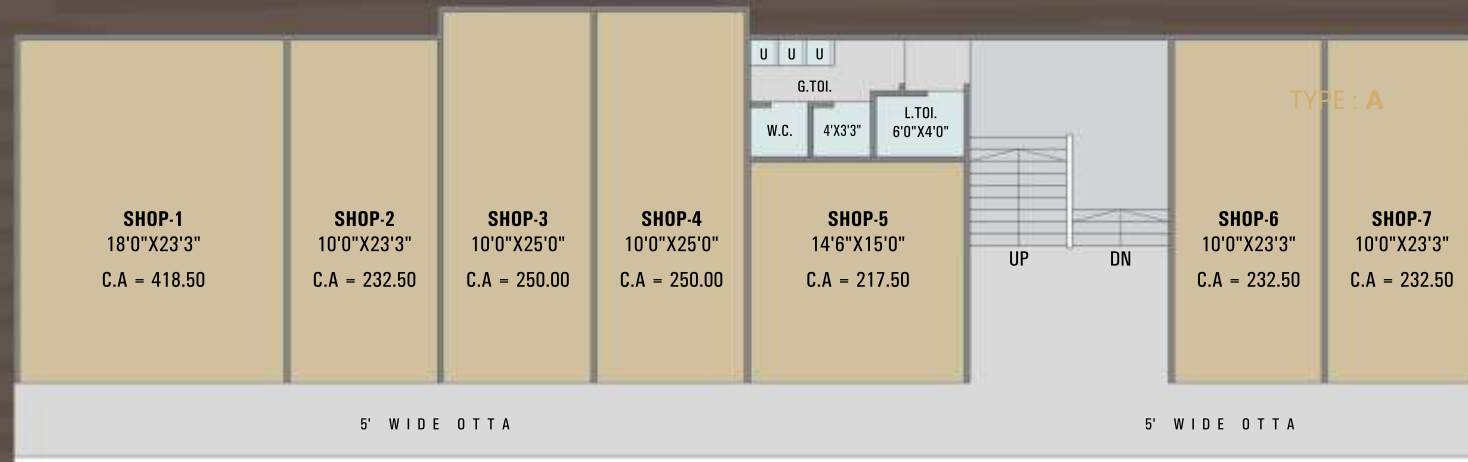 U U U
G.TOI.
W.C.
4'X3'3"
L.TOI.
6'0"X4'0"
TYPE : A
SHOP-1
18'0"X23'3"
C.A = 418.50
SHOP-2
10'0"X23'3"
C.A = 232.50
SHOP-3
10'0"X25'0"
C.A = 250.00
SHOP-4
10'0"X25'0"
C.A = 250.00
SHOP-5
14'6"X15'0"
C.A = 217.50
UP
DN
SHOP-6
10'0"X23'3"
C.A = 232.50
SHOP-7
10'0"X23'3"
C.A = 232.50
5' WIDE OTTA
5' WIDE OTTA